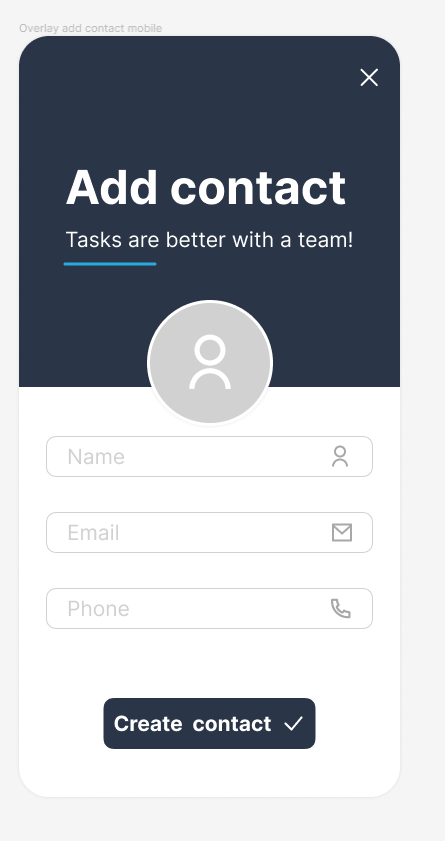 Overlay add contact mobile
Add contact
Tasks are better with a team!
Name
Email
Phone
Create contact